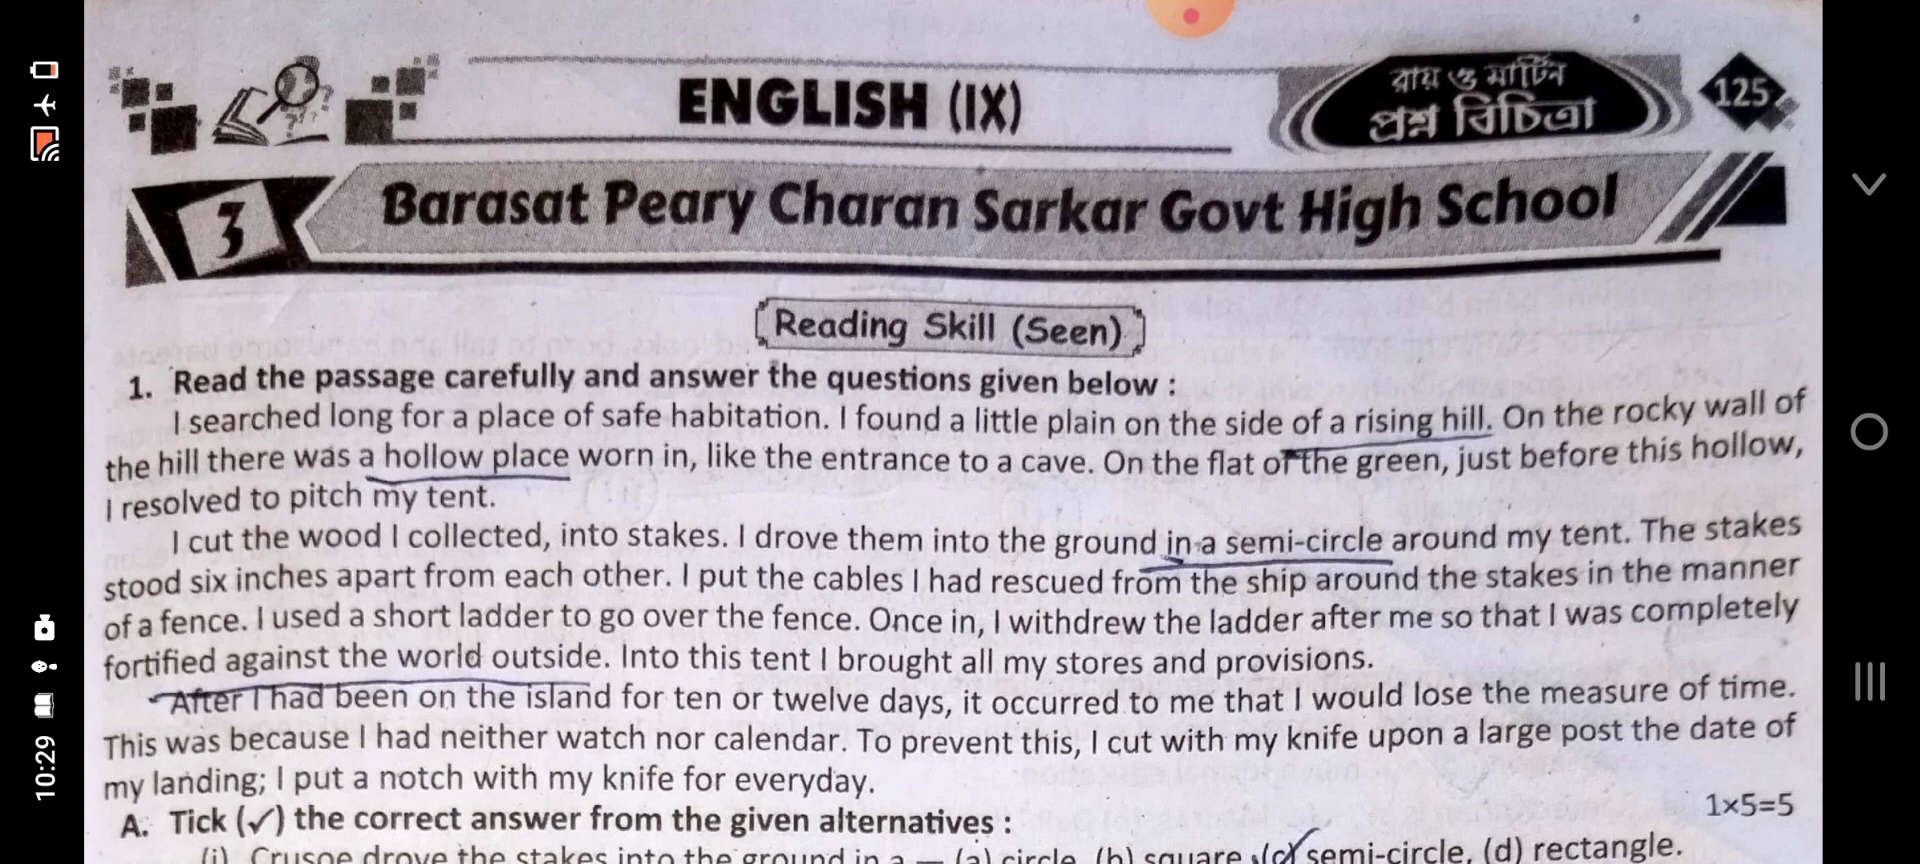 ENGLISH (IX)
রায় ও মার্টিন
প্রশ্ন বিচিত্রা
125
3
Barasat Peary Charan Sarkar Govt High School
Reading Skill (Seen)
1. Read the passage carefully and answer the questions given below :
I searched long for a place of safe habitation. I found a little plain on the side of a rising hill. On the rocky wall of
the hill there was a hollow place worn in, like the entrance to a cave. On the flat of the green, just before this hollow,
I resolved to pitch my tent.
I cut the wood I collected, into stakes. I drove them into the ground in a semi-circle around my tent. The stakes
stood six inches apart from each other. I put the cables I had rescued from the ship around the stakes in the manner
of a fence. I used a short ladder to go over the fence. Once in, I withdrew the ladder after me so that I was completely
fortified against the world outside. Into this tent I brought all my stores and provisions.
After I had been on the island for ten or twelve days, it occurred to me that I would lose the measure of time.
This was because I had neither watch nor calendar. To prevent this, I cut with my knife upon a large post the date of
my landing; I put a notch with my knife for everyday.
A. Tick (✓) the correct answer from the given alternatives :
1×5=5
(i) Crusoe drove the stakes into the ground in a — (a) circle, (b) square, (c) semi-circle, (d) rectangle.
10:29